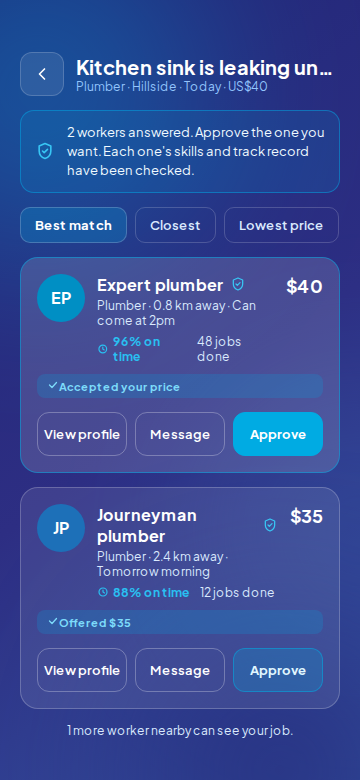 Kitchen sink is leaking un...
Plumber · Hillside · Today · US$40
2 workers answered. Approve the one you
want. Each one's skills and track record
have been checked.
Best match
Closest
Lowest price
EP
Expert plumber
$40
Plumber · 0.8 km away · Can
come at 2pm
96% on
time
48 jobs
done
Accepted your price
View profile
Message
Approve
JP
Journeyman
plumber
$35
Plumber · 2.4 km away ·
Tomorrow morning
88% on time
12 jobs done
Offered $35
View profile
Message
Approve
1 more worker nearby can see your job.